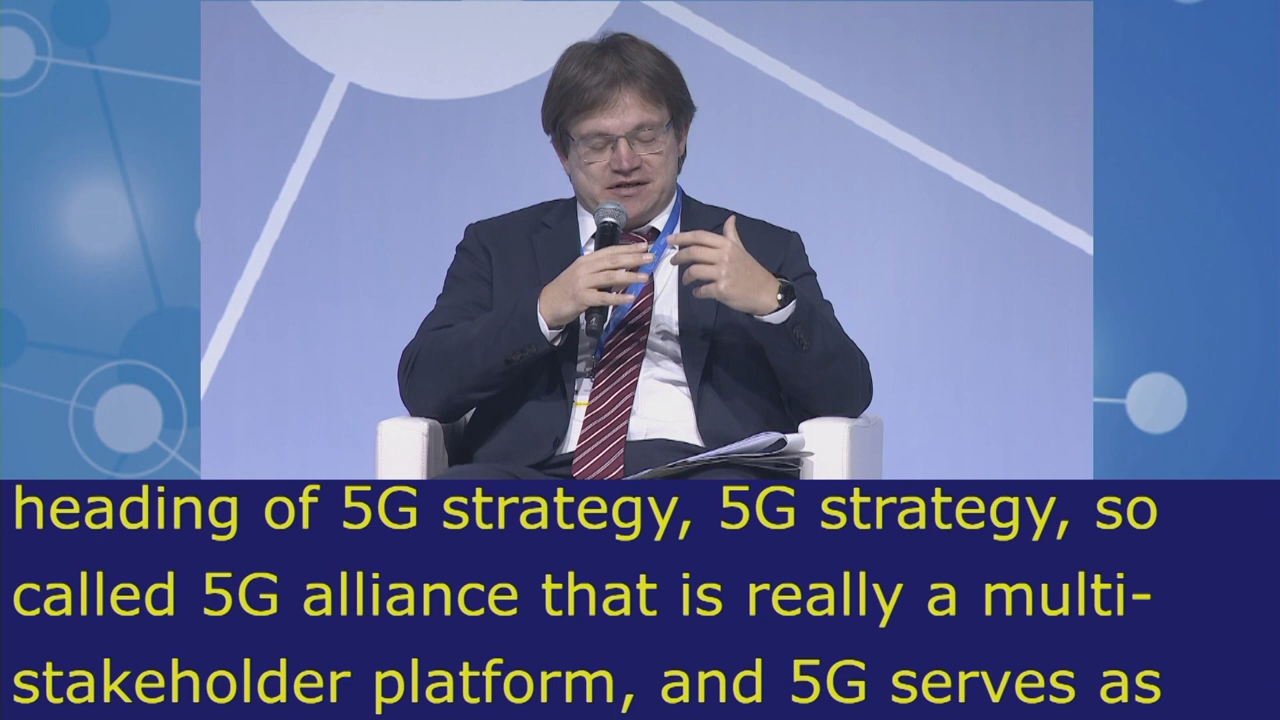 heading of 5G strategy, 5G strategy, so
called 5G alliance that is really a multi-
stakeholder platform, and 5G serves as